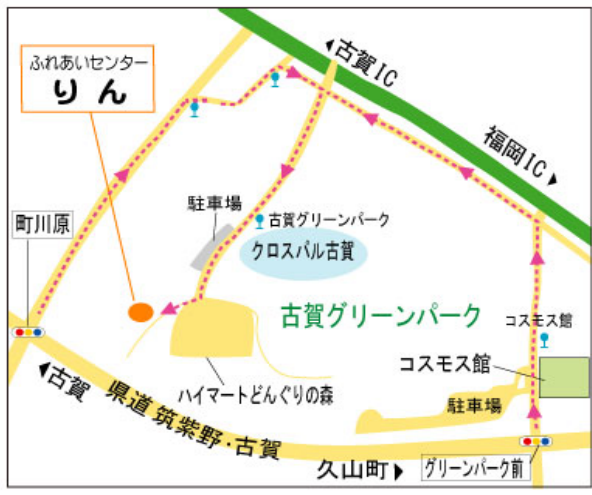 ふれあいセンター
りん
古賀IC
福岡IC
駐車場
古賀グリーンパーク
クロスパル古賀
町川原
古賀グリーンパーク
コスモス館
コスモス館
ハイマートどんぐりの森
駐車場
古賀
県道 筑紫野・古賀
久山町
グリーンパーク前